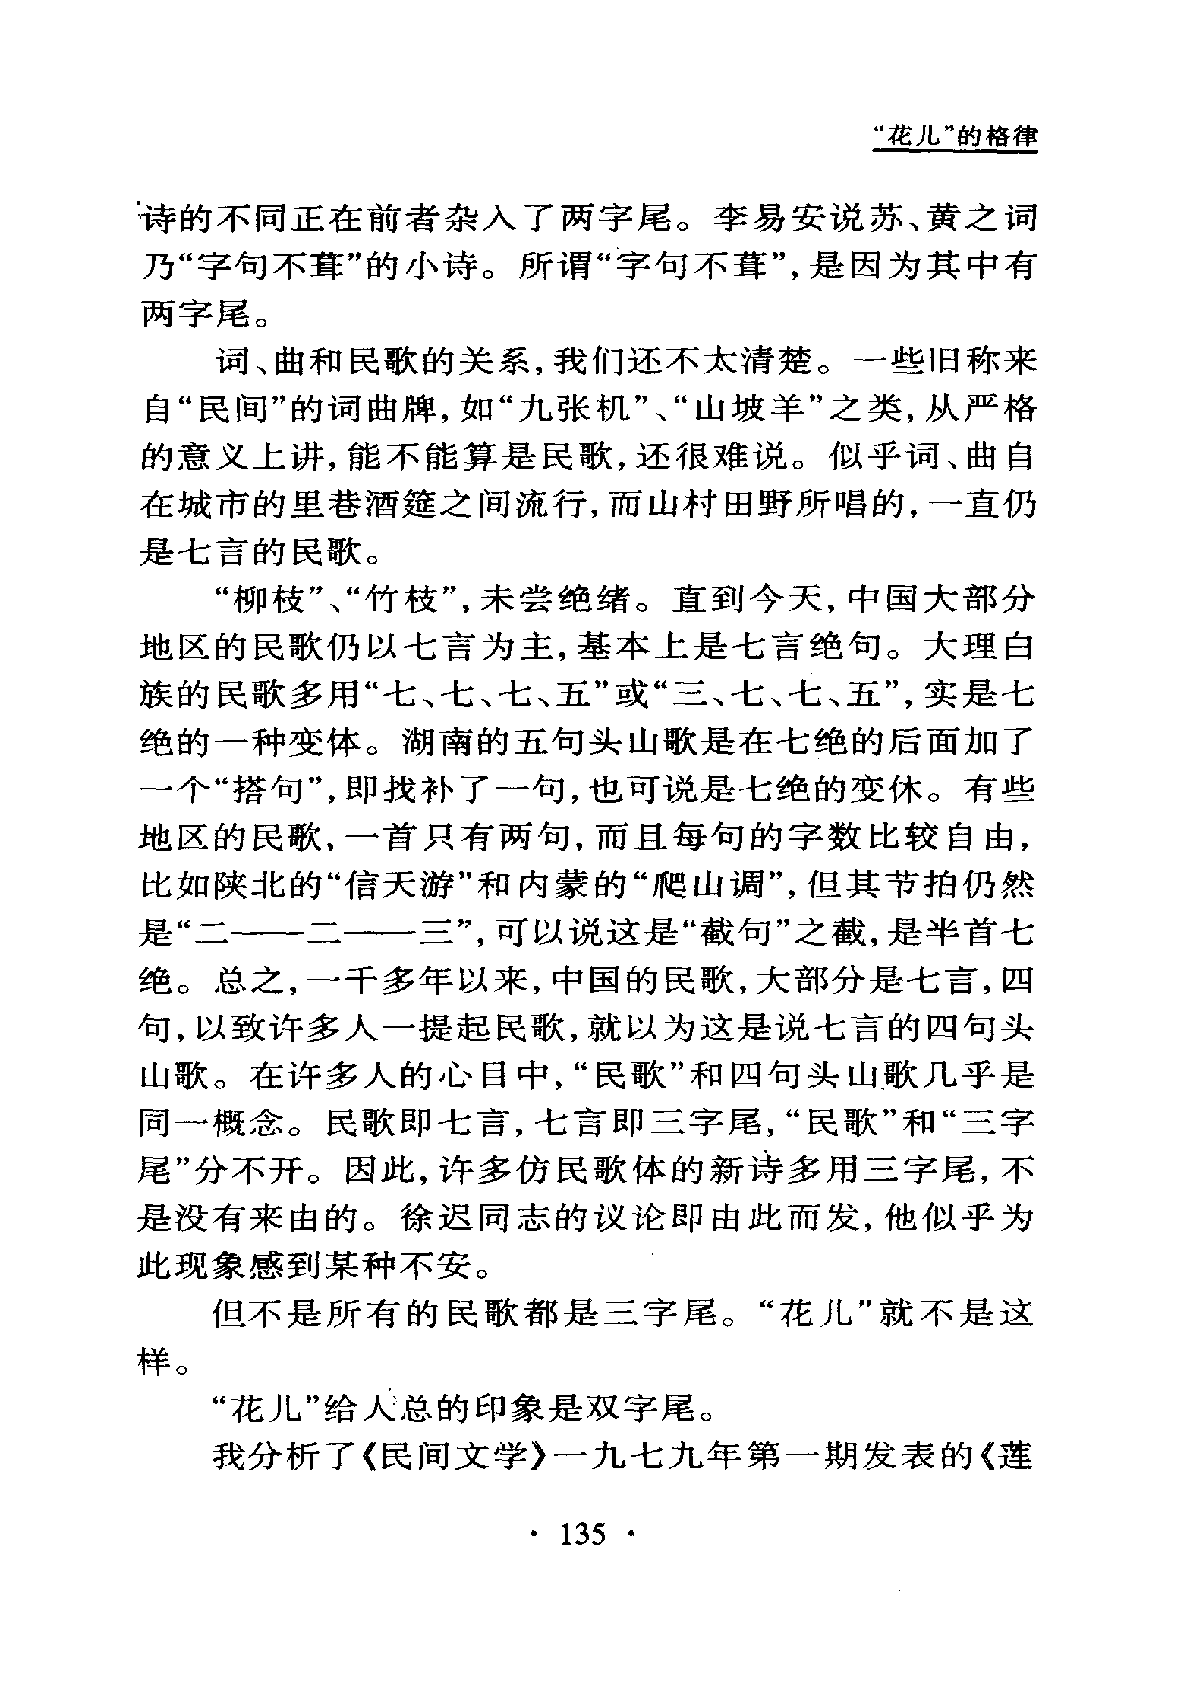 “花儿”的格律
诗的不同正在前者杂入了两字尾。李易安说苏、黄之词
乃“字句不葺”的小诗。所谓“字句不葺”，是因为其中有
两字尾。
词、曲和民歌的关系，我们还不太清楚。一些旧称来
自“民间”的词曲牌，如“九张机”、“山坡羊”之类，从严格
的意义上讲，能不能算是民歌，还很难说。似乎词、曲自
在城市的里巷酒筵之间流行，而山村田野所唱的，一直仍
是七言的民歌。
“柳枝”、“竹枝”，未尝绝绪。直到今天，中国大部分
地区的民歌仍以七言为主，基本上是七言绝句。大理白
族的民歌多用“七、七、七、五”或“三、七、七、五”，实是七
绝的一种变体。湖南的五句头山歌是在七绝的后面加了
一个“搭句”，即找补了一句，也可说是七绝的变休。有些
地区的民歌，一首只有两句，而且每句的字数比较自由，
比如陕北的“信天游”和内蒙的“爬山调”，但其节拍仍然
是“二——二——三”，可以说这是“截句”之截，是半首七
绝。总之，一千多年以来，中国的民歌，大部分是七言，四
句，以致许多人一提起民歌，就以为这是说七言的四句头
山歌。在许多人的心目中，“民歌”和四句头山歌几乎是
同一概念。民歌即七言，七言即三字尾，“民歌”和“三字
尾”分不开。因此，许多仿民歌体的新诗多用三字尾，不
是没有来由的。徐迟同志的议论即由此而发，他似乎为
此现象感到某种不安。
但不是所有的民歌都是三字尾。“花儿”就不是这
样。
“花儿”给人总的印象是双字尾。
我分析了《民间文学》一九七九年第一期发表的《莲
· 135 ·